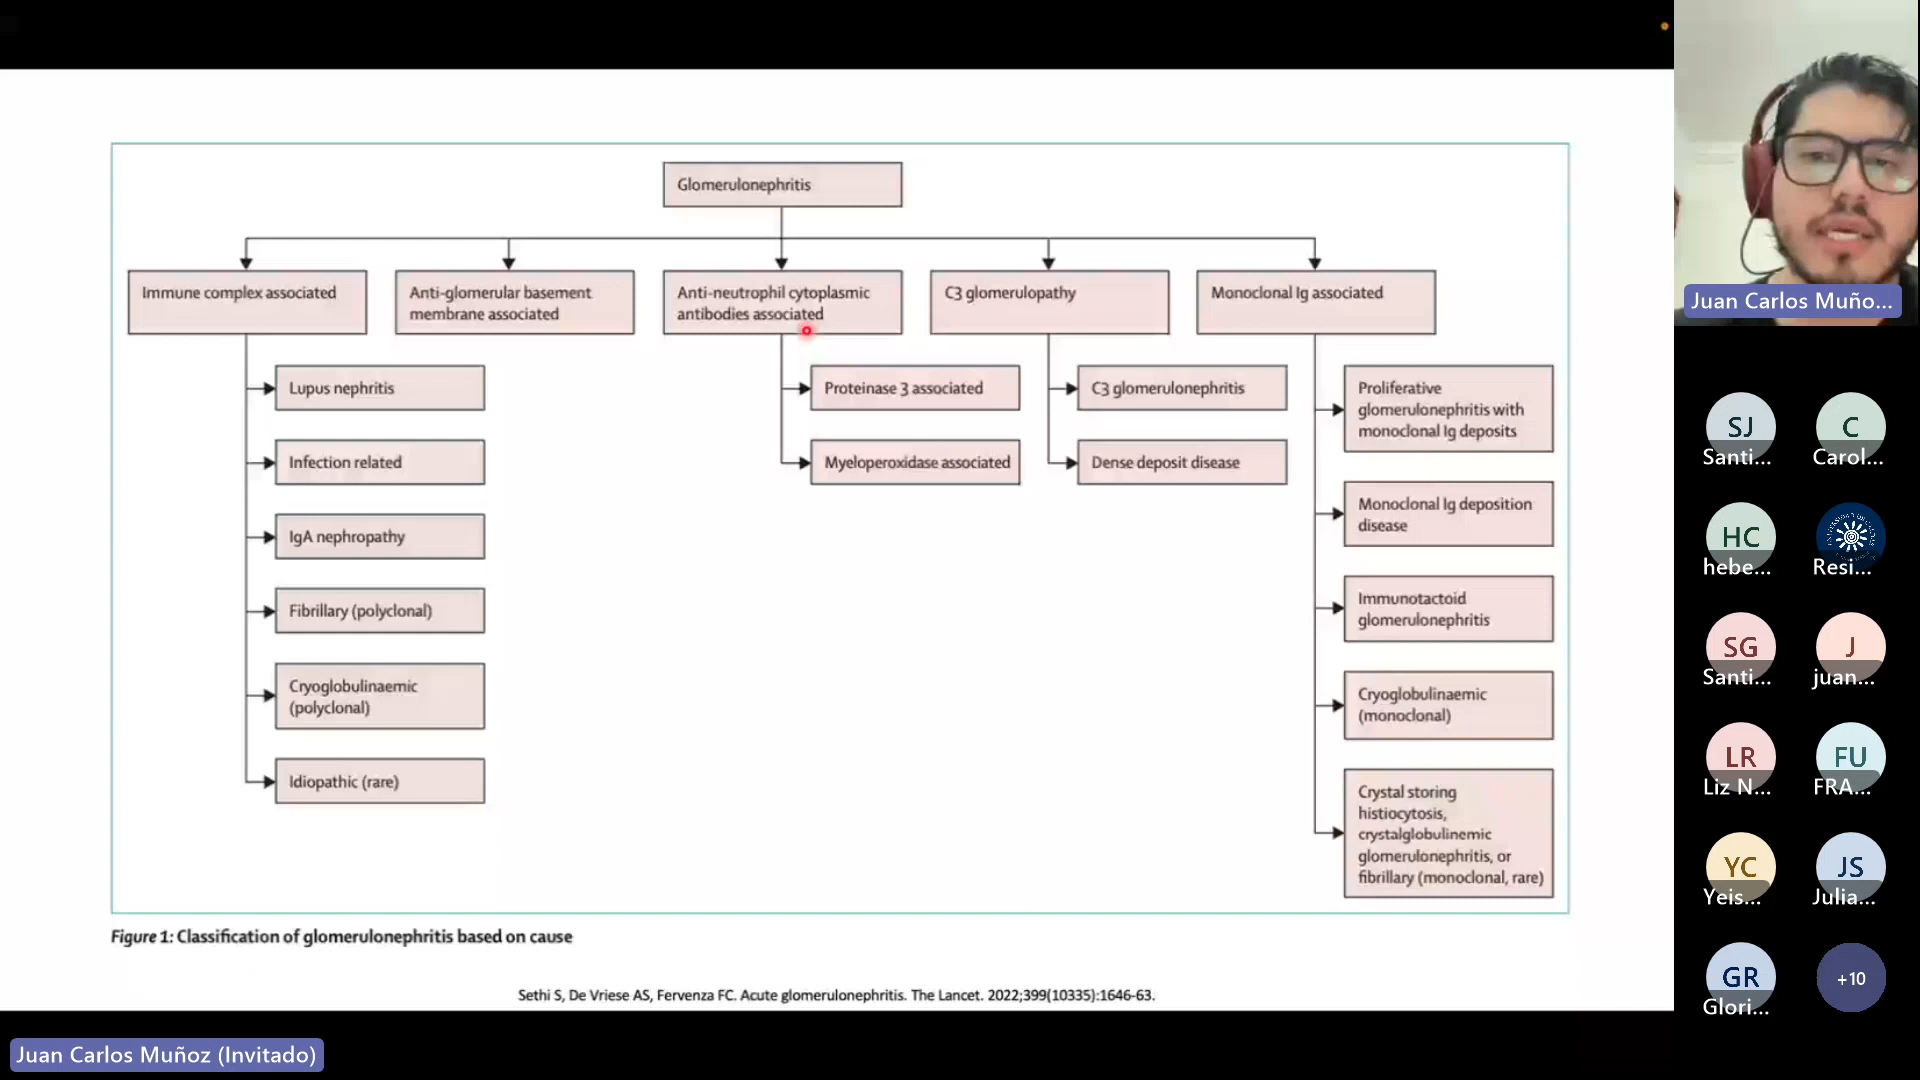 Glomerulonephritis
Immune complex associated
Anti-glomerular basement
membrane associated
Anti-neutrophil cytoplasmic
antibodies associated
C3 glomerulopathy
Monoclonal Ig associated
Lupus nephritis
Infection related
IgA nephropathy
Fibrillary (polyclonal)
Cryoglobulinaemic
(polyclonal)
Idiopathic (rare)
Proteinase 3 associated
Myeloperoxidase associated
C3 glomerulonephritis
Dense deposit disease
Proliferative
glomerulonephritis with
monoclonal Ig deposits
Monoclonal Ig deposition
disease
Immunotactoid
glomerulonephritis
Cryoglobulinaemic
(monoclonal)
Crystal storing
histiocytosis,
crystalglobulinemic
glomerulonephritis, or
fibrillary (monoclonal, rare)
Figure 1: Classification of glomerulonephritis based on cause
Sethi S, De Vriese AS, Fervenza FC. Acute glomerulonephritis. The Lancet. 2022;399(10335):1646-63.
Juan Carlos Muñoz (Invitado)
Juan Carlos Muño...
SJ
Santi...
C
Carol...
HC
hebe...
Resi...
SG
Santi...
J
juan...
LR
Liz N...
FU
FRA...
YC
Yeis...
JS
Julia...
GR
Glori...
+10